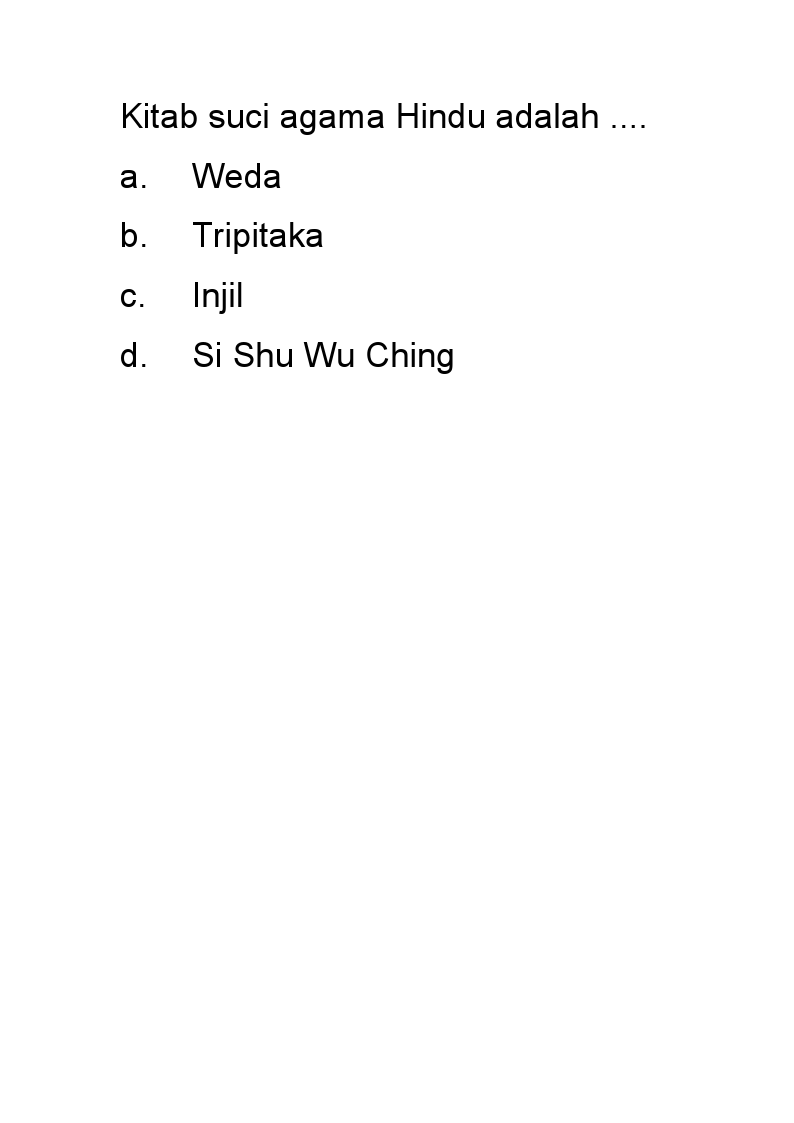 Kitab suci agama Hindu adalah ....
a. Weda
b. Tripitaka
c. Injil
d. Si Shu Wu Ching